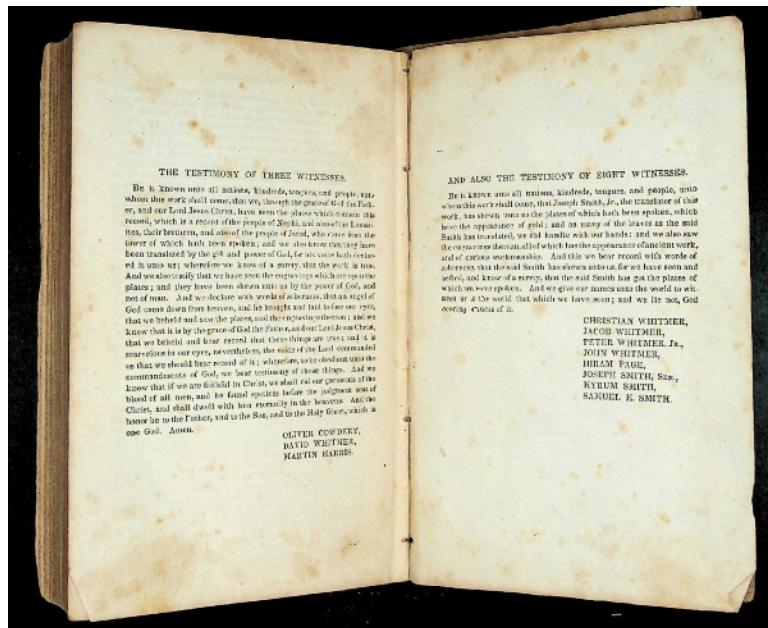 THE TESTIMONY OF THREE WITNESSES.
BE it known unto all nations, kindreds, tongues, and people, unto
whom this work shall come, that we, through the grace of God the Fath-
er, and our Lord Jesus Christ, have seen the plates which contain this
record, which is a record of the people of Nephi, and also of the Laman-
ites, their brethren, and also of the people of Jared, who came from the
tower of which hath been spoken; and we also know that they have
been translated by the gift and power of God, for his voice hath declar-
ed it unto us; wherefore we know of a surety, that the work is true.
And we also testify that we have seen the engravings which are upon the
plates; and they have been shewn unto us by the power of God, and
not of man. And we declare with words of soberness, that an angel of
God came down from heaven, and he brought and laid before our eyes,
that we beheld and saw the plates, and the engravings thereon; and we
know that it is by the grace of God the Father, and our Lord Jesus Christ,
that we beheld and bear record that these things are true; and it is
marvelous in our eyes, nevertheless, the voice of the Lord commanded
us that we should bear record of it; wherefore, to be obedient unto the
commandments of God, we bear testimony of these things. And we
know that if we are faithful in Christ, we shall rid our garments of the
blood of all men, and be found spotless before the judgment seat of
Christ, and shall dwell with him eternally in the heavens. And the
honor be to the Father, and to the Son, and to the Holy Ghost, which is
one God. Amen.
OLIVER COWDERY,
DAVID WHITMER,
MARTIN HARRIS.
AND ALSO THE TESTIMONY OF EIGHT WITNESSES.
BE it known unto all nations, kindreds, tongues, and people, unto
whom this work shall come, that Joseph Smith, Jr., the translator of this
work, has shewn unto us the plates of which hath been spoken, which
have the appearance of gold; and as many of the leaves as the said
Smith has translated, we did handle with our hands: and we also saw
the engravings thereon, all of which has the appearance of ancient work,
and of curious workmanship. And this we bear record with words of
soberness, that the said Smith has shewn unto us, for we have seen and
hefted, and know of a surety, that the said Smith has got the plates of
which we have spoken. And we give our names unto the world to wit-
ness to the world that which we have seen; and we lie not, God
bearing witness of it.
CHRISTIAN WHITMER,
JACOB WHITMER,
PETER WHITMER, JR.,
JOHN WHITMER,
HIRAM PAGE,
JOSEPH SMITH, SEN.,
HYRUM SMITH,
SAMUEL H. SMITH.